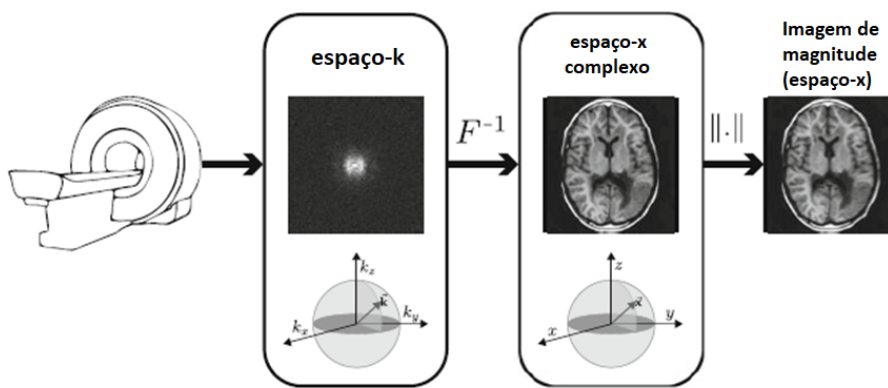 espaço-k
espaço-x
complexo
Imagem de
magnitude
(espaço-x)
F⁻¹
‖·‖
k_z
k
k_y
k_x
z
x
y
x